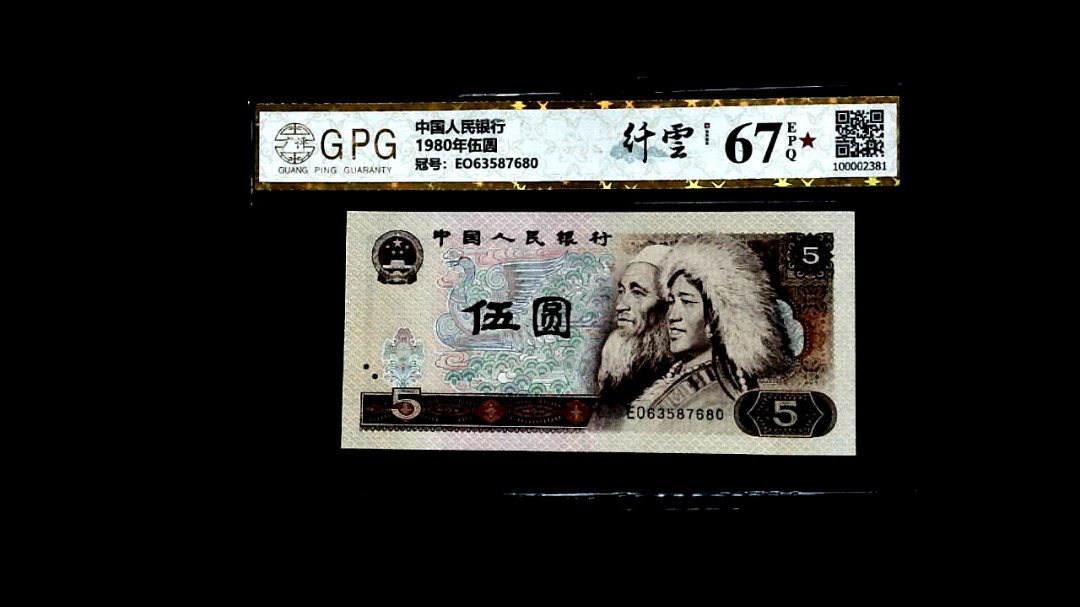 GPG
GUANG PING GUARANTY
中国人民银行
1980年伍圆
冠号: EO63587680
纤雲
67
EPQ
100002381
中国人民银行
5
伍圆
5
EO63587680
5